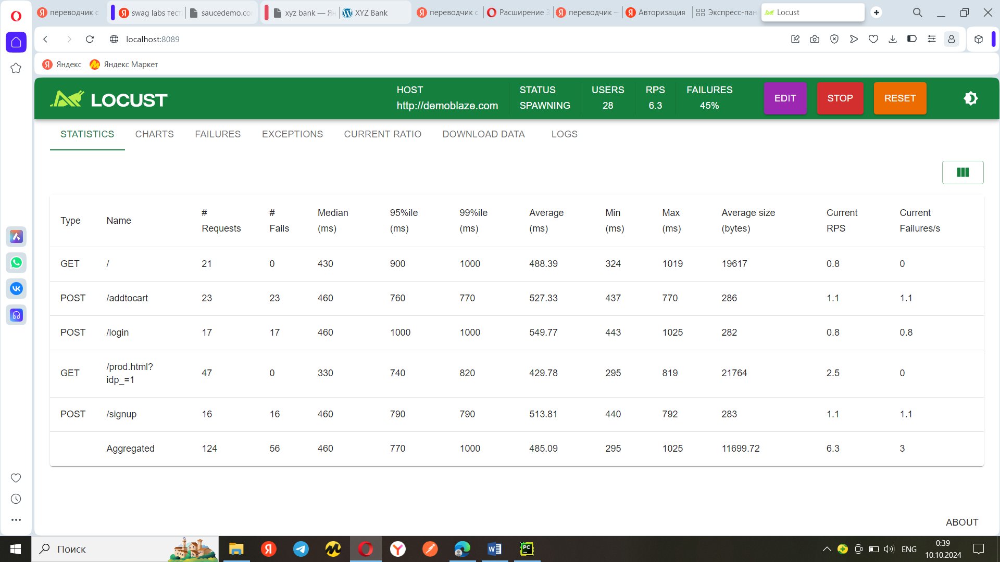 переводчик с
swag labs тест
saucedemo.co
xyz bank — Ян
XYZ Bank
переводчик с
Расширение З
переводчик —
Авторизация
Экспресс-пан
Locust
localhost:8089
Яндекс
Яндекс Маркет
LOCUST
HOST
http://demoblaze.com
STATUS
SPAWNING
USERS
28
RPS
6.3
FAILURES
45%
EDIT
STOP
RESET
STATISTICS
CHARTS
FAILURES
EXCEPTIONS
CURRENT RATIO
DOWNLOAD DATA
LOGS
Type
Name
# Requests
# Fails
Median (ms)
95%ile (ms)
99%ile (ms)
Average (ms)
Min (ms)
Max (ms)
Average size (bytes)
Current RPS
Current Failures/s
GET / 21 0 430 900 1000 488.39 324 1019 19617 0.8 0
POST /addtocart 23 23 460 760 770 527.33 437 770 286 1.1 1.1
POST /login 17 17 460 1000 1000 549.77 443 1025 282 0.8 0.8
GET /prod.html?idp_=1 47 0 330 740 820 429.78 295 819 21764 2.5 0
POST /signup 16 16 460 790 790 513.81 440 792 283 1.1 1.1
Aggregated 124 56 460 770 1000 485.09 295 1025 11699.72 6.3 3
ABOUT
Поиск
ENG
0:39
10.10.2024